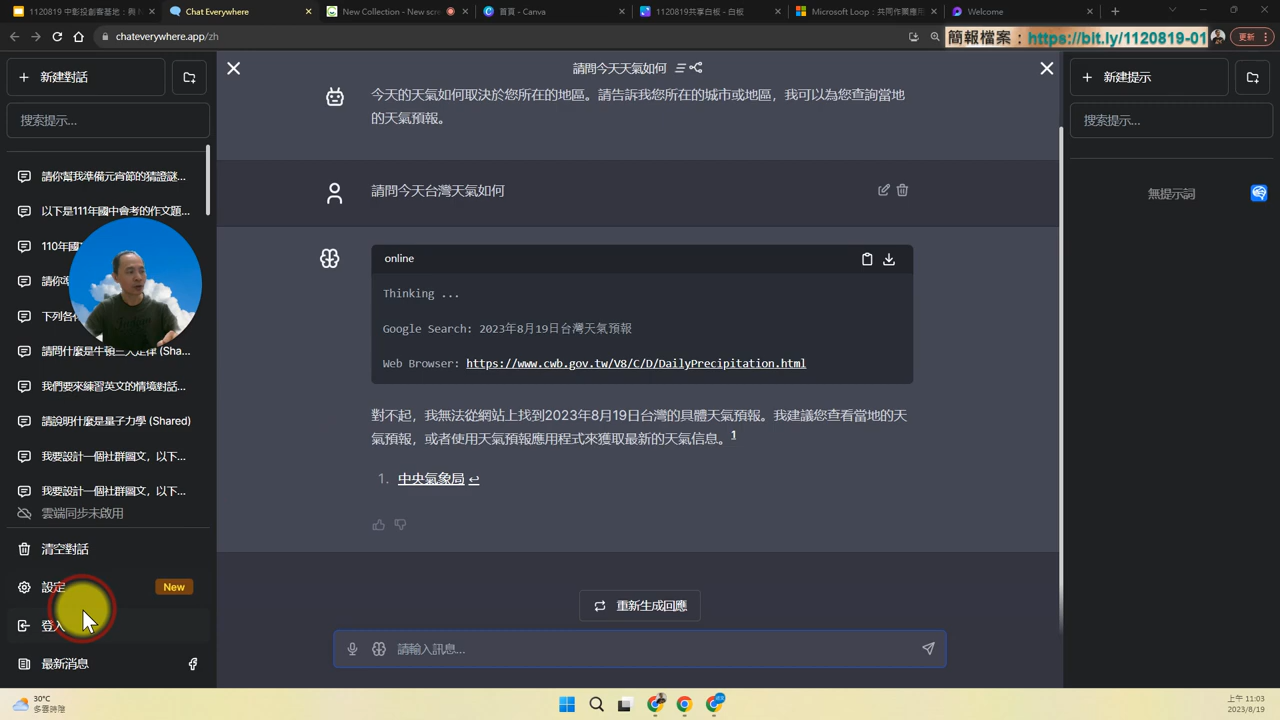 1120819 中彰投創客基地：與
Chat Everywhere
New Collection - New scre
首頁 - Canva
1120819共享白板 - 白板
Microsoft Loop：共同作業應
Welcome
chateverywhere.app/zh
簡報檔案：https://bit.ly/1120819-01
更新
新建對話
搜索提示...
請你幫我準備元宵節的猜謎謎...
以下是111年國中會考的作文題...
110年國
請你
下列各
請問什麼是牛頓三大定律 (Sha...
我們要來練習英文的情境對話...
請說明什麼是量子力學 (Shared)
我要設計一個社群圖文，以下...
我要設計一個社群圖文，以下...
雲端同步未啟用
清空對話
設定
New
登入
最新消息
請問今天天氣如何
今天的天氣如何取決於您所在的地區。請告訴我您所在的城市或地區，我可以為您查詢當地
的天氣預報。
請問今天台灣天氣如何
online
Thinking ...
Google Search: 2023年8月19日台灣天氣預報
Web Browser: https://www.cwb.gov.tw/V8/C/D/DailyPrecipitation.html
對不起，我無法從網站上找到2023年8月19日台灣的具體天氣預報。我建議您查看當地的天
氣預報，或者使用天氣預報應用程式來獲取最新的天氣信息。1
1. 中央氣象局 ↩
重新生成回應
請輸入訊息...
新建提示
搜索提示...
無提示詞
30°C
多雲時陰
上午 11:03
2023/8/19